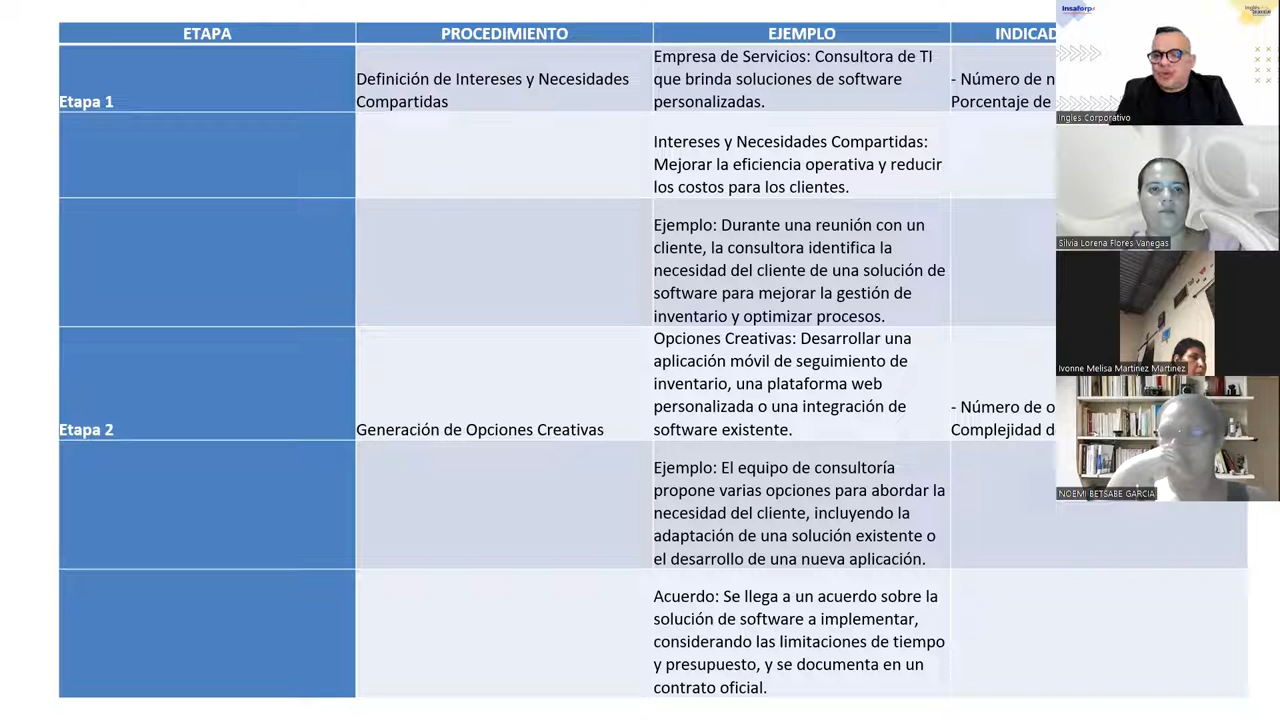 ETAPA
PROCEDIMIENTO
EJEMPLO
INDICAD
Etapa 1
Definición de Intereses y Necesidades
Compartidas
Empresa de Servicios: Consultora de TI
que brinda soluciones de software
personalizadas.
- Número de n
Porcentaje de
Intereses y Necesidades Compartidas:
Mejorar la eficiencia operativa y reducir
los costos para los clientes.
Ejemplo: Durante una reunión con un
cliente, la consultora identifica la
necesidad del cliente de una solución de
software para mejorar la gestión de
inventario y optimizar procesos.
Etapa 2
Generación de Opciones Creativas
Opciones Creativas: Desarrollar una
aplicación móvil de seguimiento de
inventario, una plataforma web
personalizada o una integración de
software existente.
- Número de o
Complejidad d
Ejemplo: El equipo de consultoría
propone varias opciones para abordar la
necesidad del cliente, incluyendo la
adaptación de una solución existente o
el desarrollo de una nueva aplicación.
Acuerdo: Se llega a un acuerdo sobre la
solución de software a implementar,
considerando las limitaciones de tiempo
y presupuesto, y se documenta en un
contrato oficial.
Insaforp
Ingles Corporativo
Silvia Lorena Flores Vanegas
Ivonne Melisa Martinez Martinez
NOEMI BETSABE GARCIA